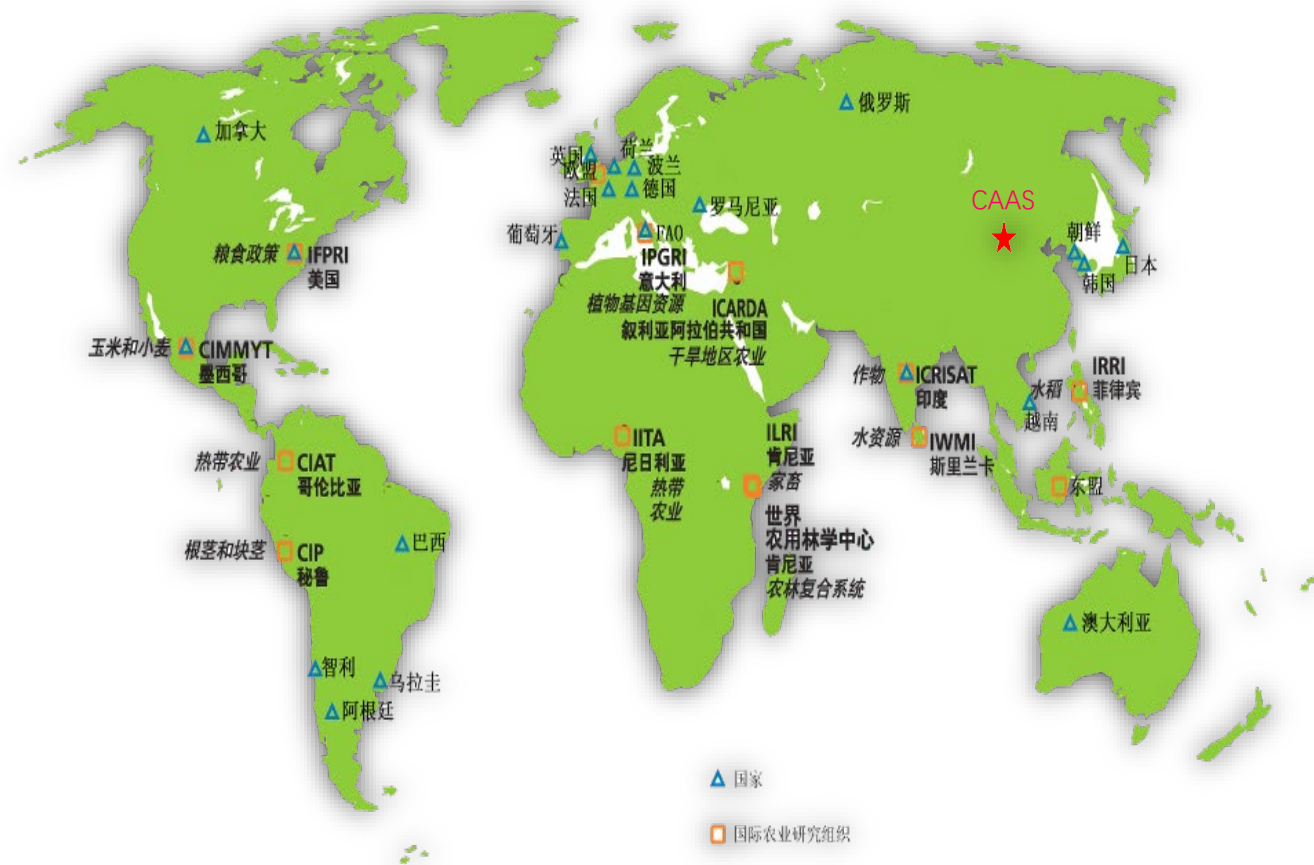 俄罗斯
加拿大
英国
荷兰
欧盟
波兰
法国
德国
CAAS
罗马尼亚
葡萄牙
FAO
朝鲜
日本
韩国
粮食政策
IFPRI
美国
IPGRI
意大利
植物基因资源
ICARDA
叙利亚阿拉伯共和国
干旱地区农业
玉米和小麦
CIMMYT
墨西哥
作物
ICRISAT
印度
水稻
IRRI
菲律宾
越南
水资源
IWMI
斯里兰卡
热带农业
CIAT
哥伦比亚
IITA
尼日利亚
热带
农业
ILRI
肯尼亚
家畜
东盟
世界
农用林学中心
肯尼亚
农林复合系统
根茎和块茎
CIP
秘鲁
巴西
澳大利亚
智利
乌拉圭
阿根廷
国家
国际农业研究组织